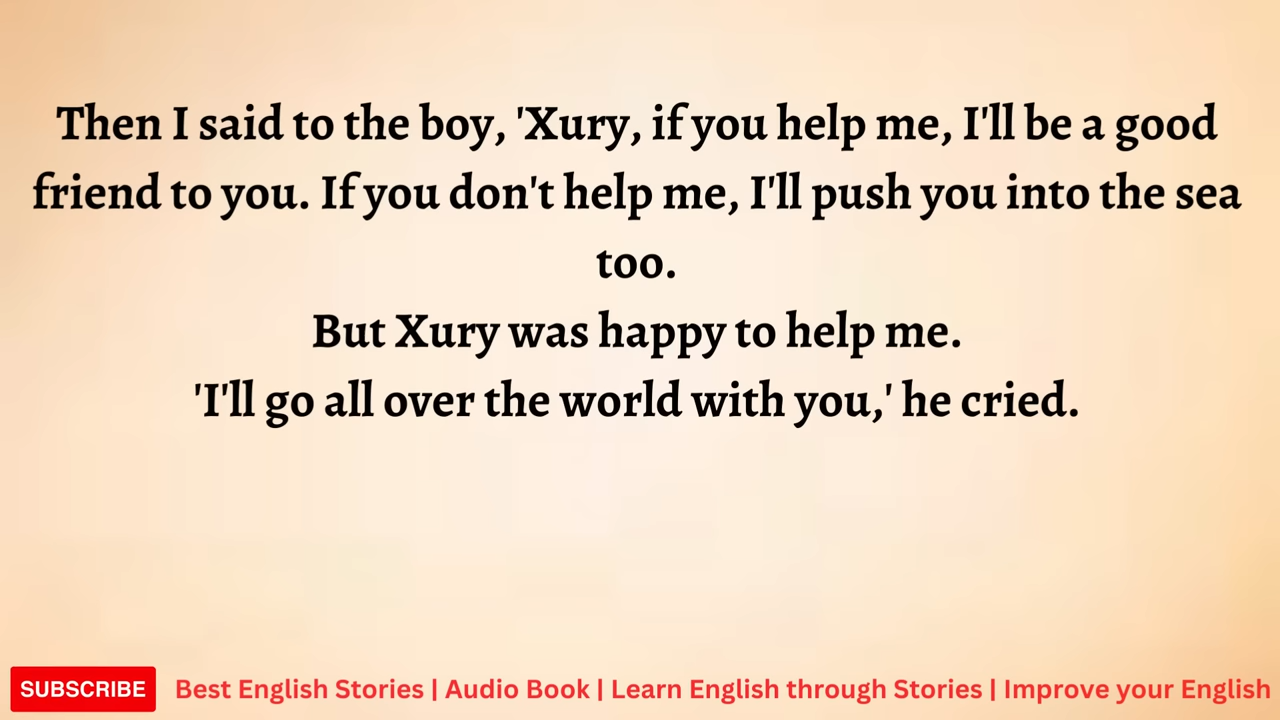 Then I said to the boy, 'Xury, if you help me, I'll be a good
friend to you. If you don't help me, I'll push you into the sea
too.
But Xury was happy to help me.
'I'll go all over the world with you,' he cried.
SUBSCRIBE
Best English Stories | Audio Book | Learn English through Stories | Improve your English